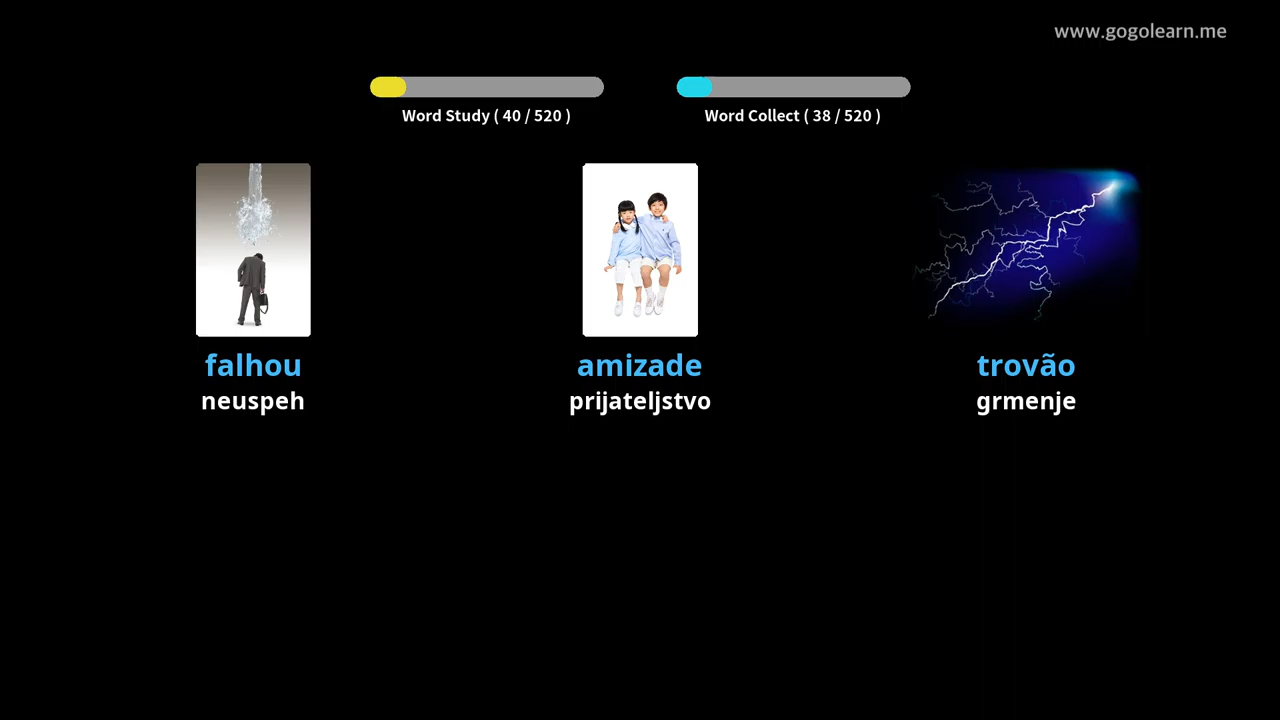 www.gogolearn.me
Word Study ( 40 / 520 )
Word Collect ( 38 / 520 )
falhou
neuspeh
amizade
prijateljstvo
trovão
grmenje